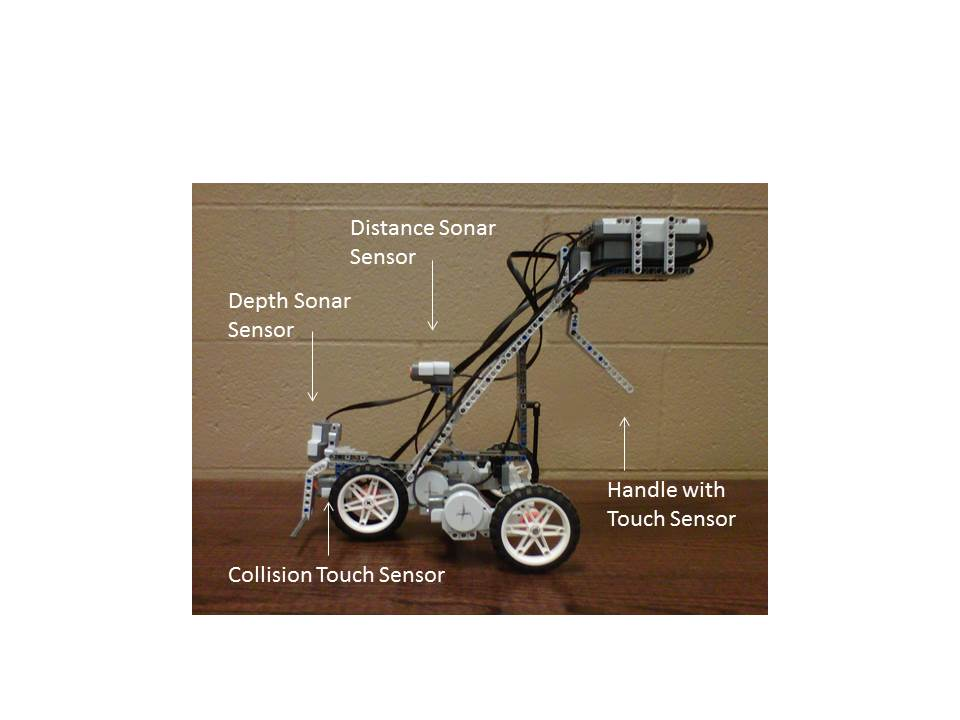 Distance Sonar
Sensor
Depth Sonar
Sensor
Handle with
Touch Sensor
Collision Touch Sensor